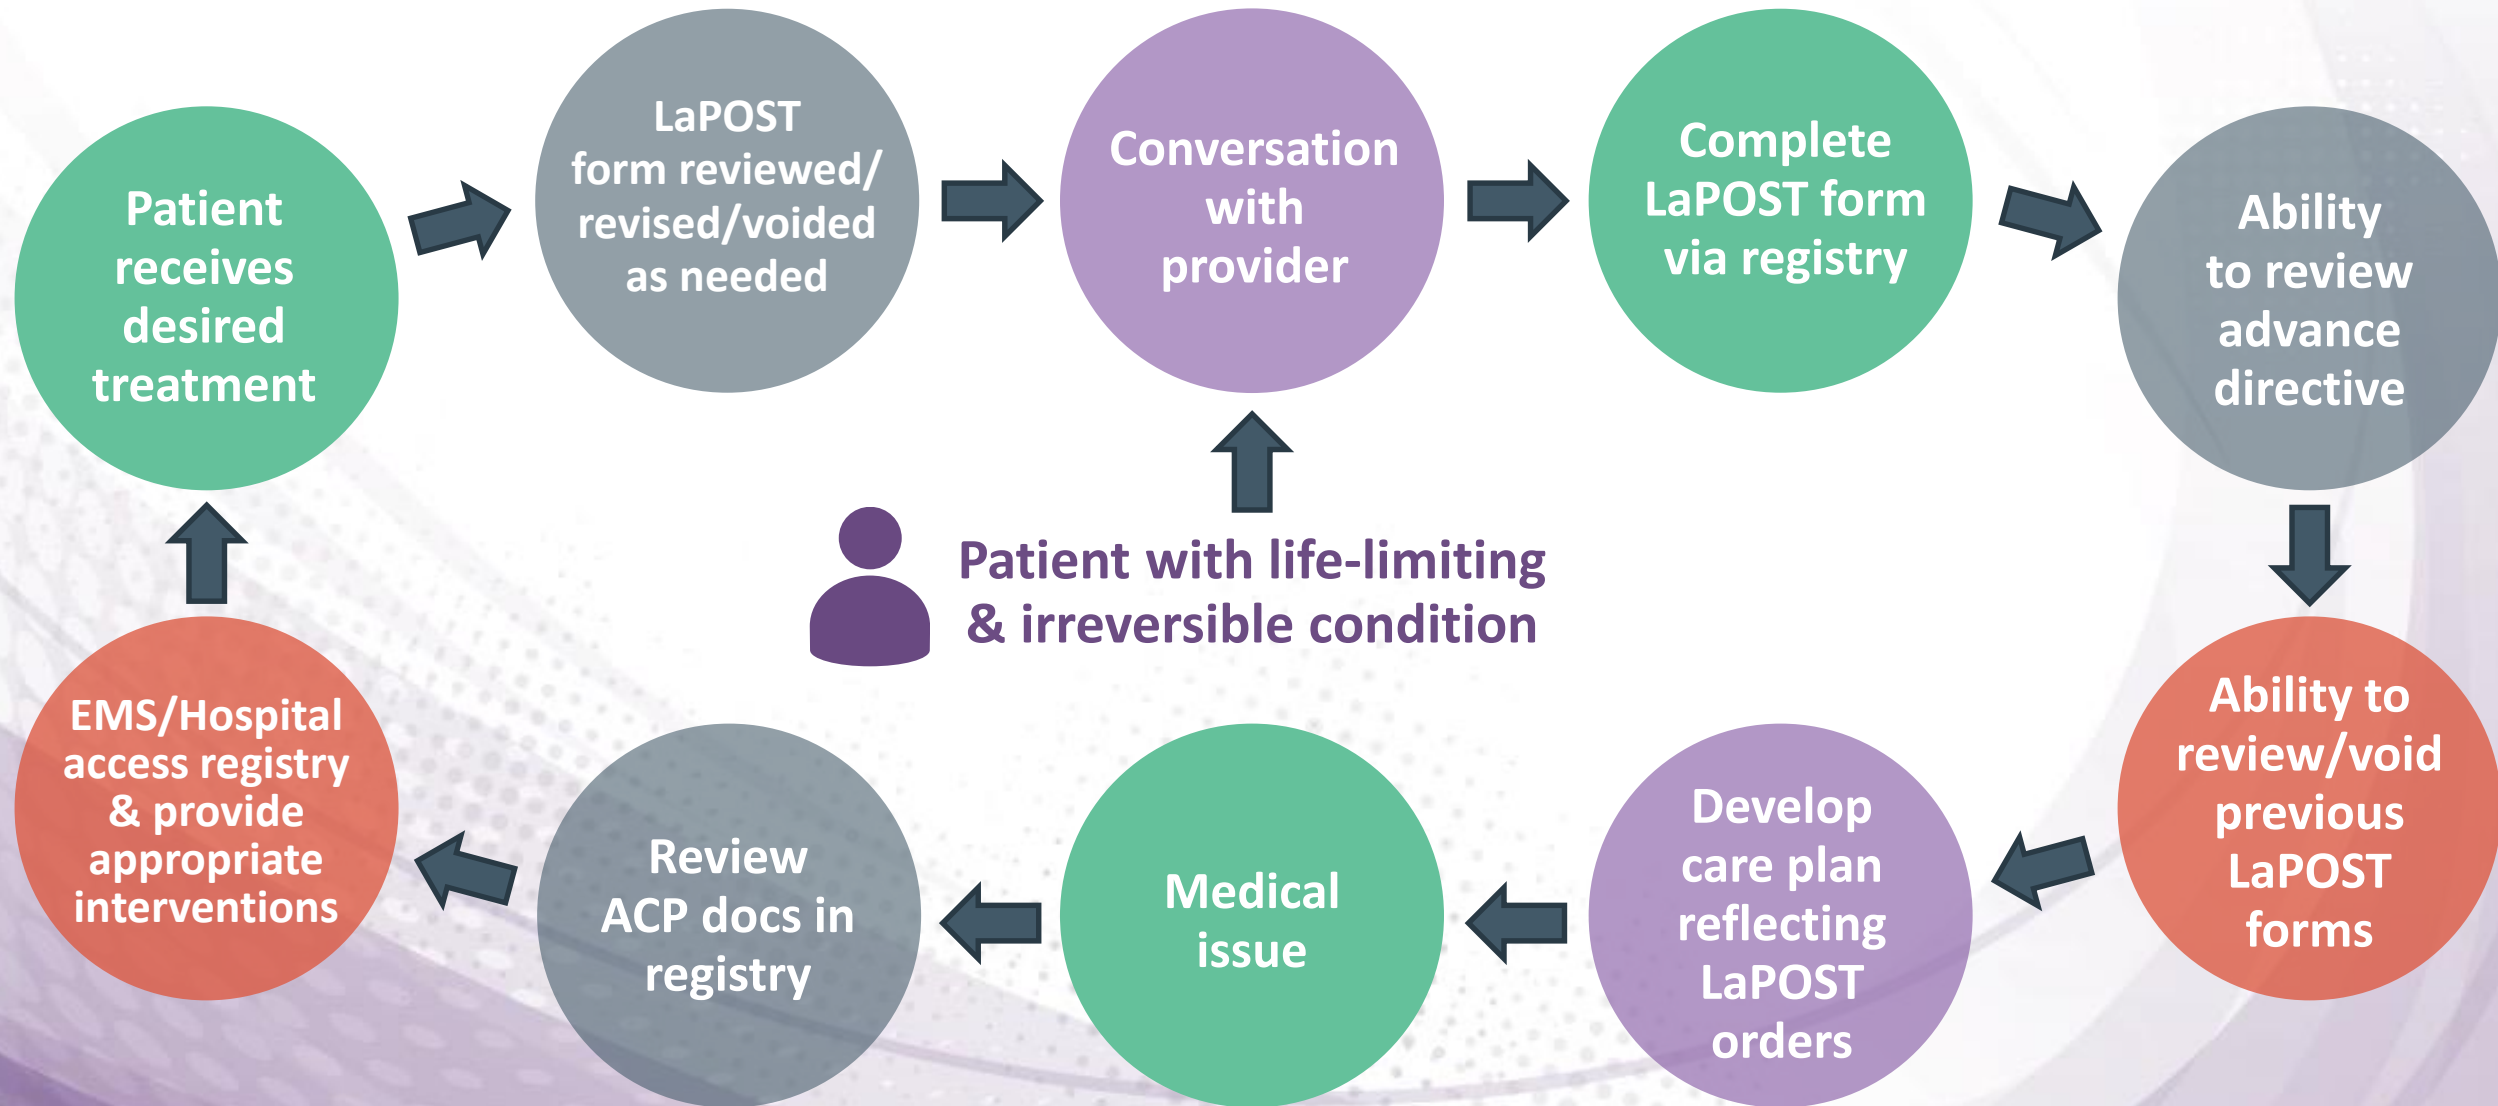 Patient
receives
desired
treatment
LaPOST
form reviewed/
revised/voided
as needed
Conversation
with
provider
Complete
LaPOST form
via registry
Ability
to review
advance
directive
Patient with life-limiting
& irreversible condition
EMS/Hospital
access registry
& provide
appropriate
interventions
Review
ACP docs in
registry
Medical
issue
Develop
care plan
reflecting
LaPOST
orders
Ability to
review/void
previous
LaPOST
forms